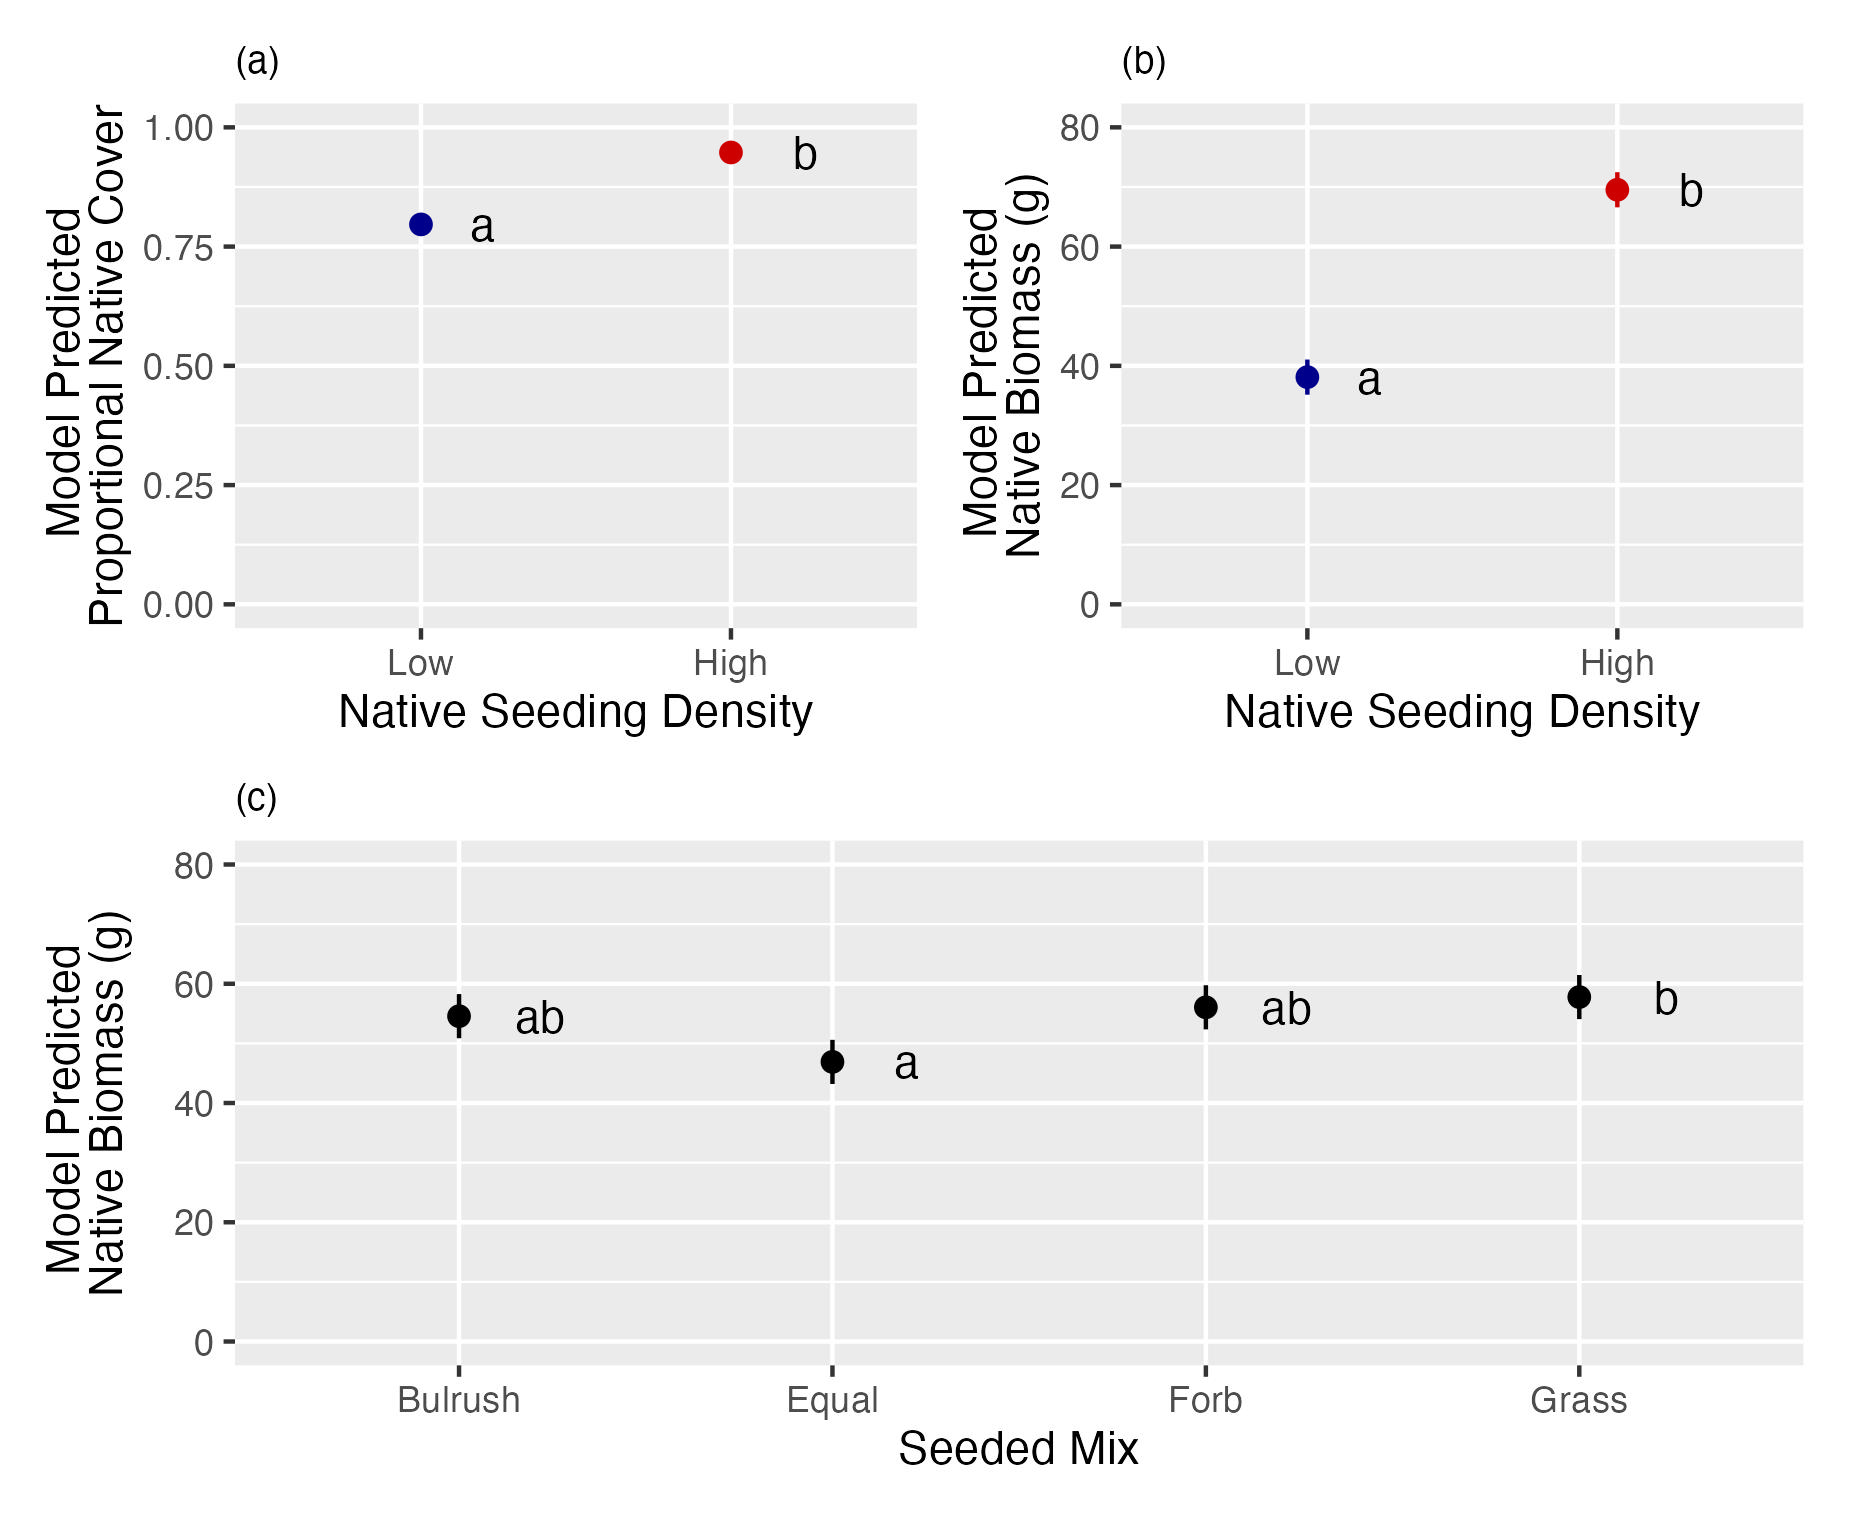 (a)
Model Predicted
Proportional Native Cover
1.00
0.75
0.50
0.25
0.00
a
b
Low
High
Native Seeding Density
(b)
Model Predicted
Native Biomass (g)
80
60
40
20
0
a
b
Low
High
Native Seeding Density
(c)
Model Predicted
Native Biomass (g)
80
60
40
20
0
ab
a
ab
b
Bulrush
Equal
Forb
Grass
Seeded Mix